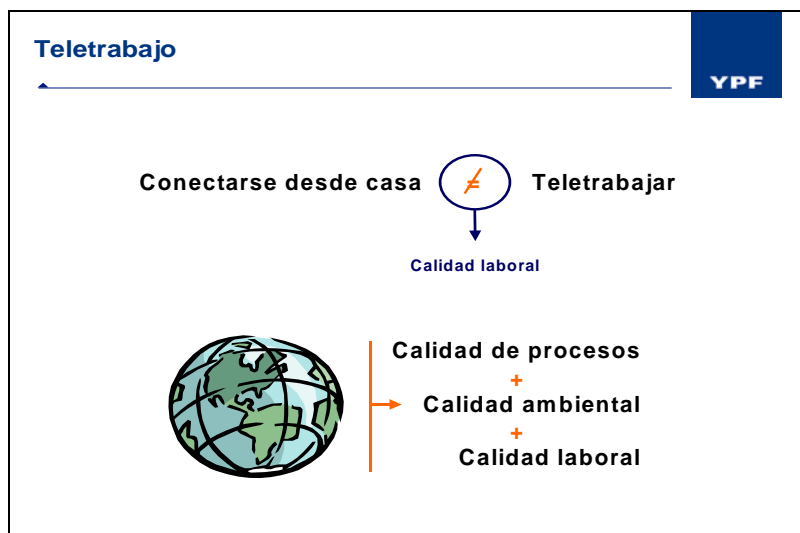 Teletrabajo
YPF
Conectarse desde casa ≠ Teletrabajar
Calidad laboral
Calidad de procesos
+
Calidad ambiental
+
Calidad laboral